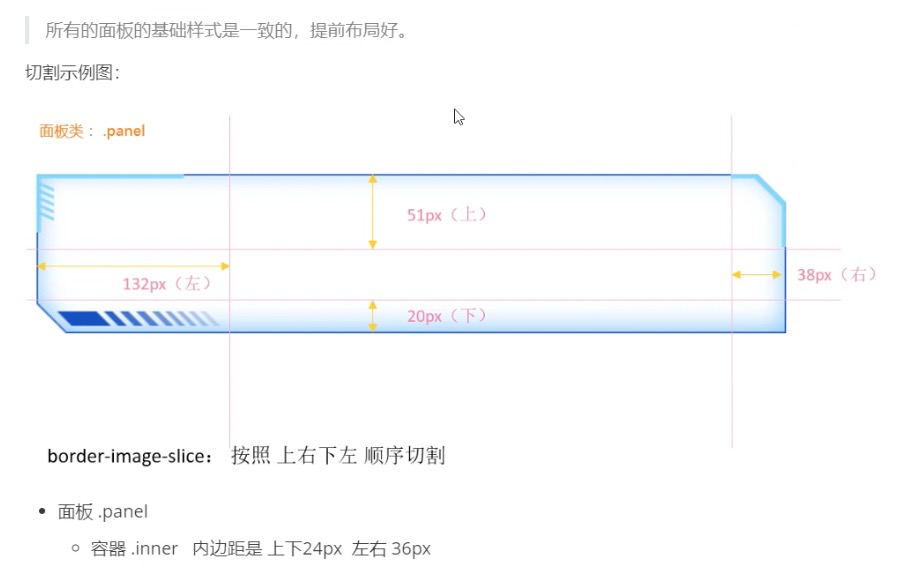 所有的面板的基础样式是一致的，提前布局好。
切割示例图：
面板类： .panel
51px（上）
132px（左）
38px（右）
20px（下）
border-image-slice： 按照 上右下左 顺序切割
面板 .panel
容器 .inner 内边距是 上下24px 左右 36px